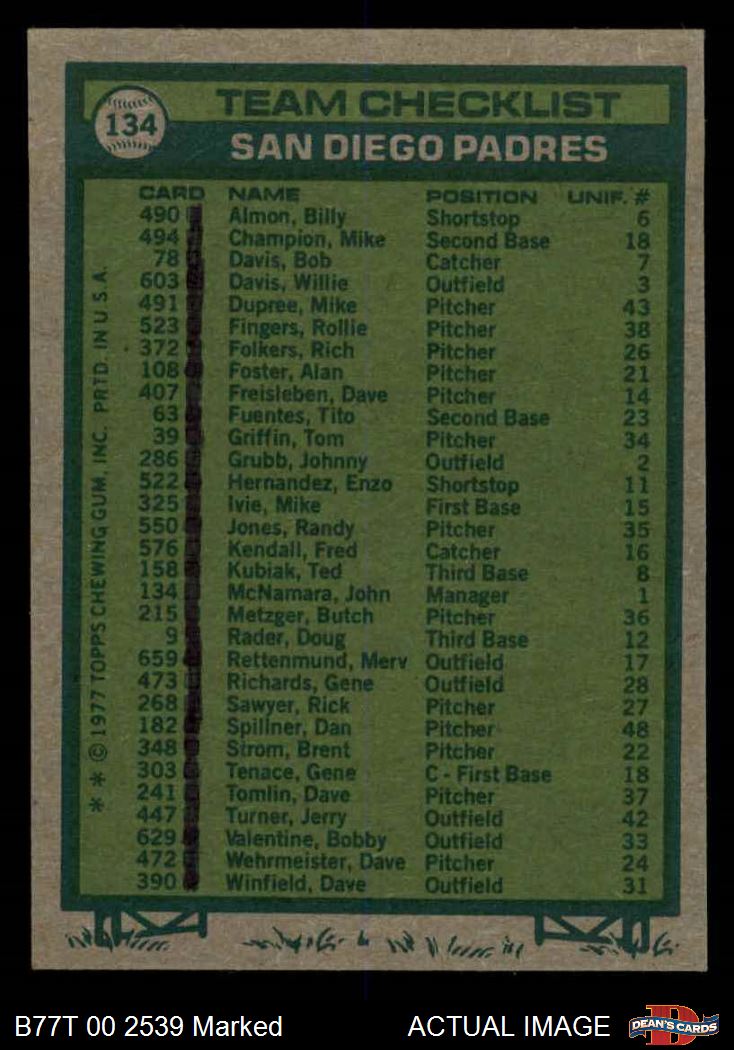 134
TEAM CHECKLIST
SAN DIEGO PADRES
CARD NAME POSITION UNIF. #
490 Almon, Billy Shortstop 6
494 Champion, Mike Second Base 18
78 Davis, Bob Catcher 7
603 Davis, Willie Outfield 3
491 Dupree, Mike Pitcher 43
523 Fingers, Rollie Pitcher 38
372 Folkers, Rich Pitcher 26
108 Foster, Alan Pitcher 21
407 Freisleben, Dave Pitcher 14
63 Fuentes, Tito Second Base 23
39 Griffin, Tom Pitcher 34
286 Grubb, Johnny Outfield 2
522 Hernandez, Enzo Shortstop 11
325 Ivie, Mike First Base 15
550 Jones, Randy Pitcher 35
576 Kendall, Fred Catcher 16
158 Kubiak, Ted Third Base 8
134 McNamara, John Manager 1
215 Metzger, Butch Pitcher 36
9 Rader, Doug Third Base 12
659 Rettenmund, Merv Outfield 17
473 Richards, Gene Outfield 28
268 Sawyer, Rick Pitcher 27
182 Spillner, Dan Pitcher 48
348 Strom, Brent Pitcher 22
303 Tenace, Gene C - First Base 18
241 Tomlin, Dave Pitcher 37
447 Turner, Jerry Outfield 42
629 Valentine, Bobby Outfield 33
472 Wehrmeister, Dave Pitcher 24
390 Winfield, Dave Outfield 31
* * © 1977 TOPPS CHEWING GUM, INC. PRTD. IN U.S.A.
B77T 00 2539 Marked ACTUAL IMAGE
DEAN'S CARDS